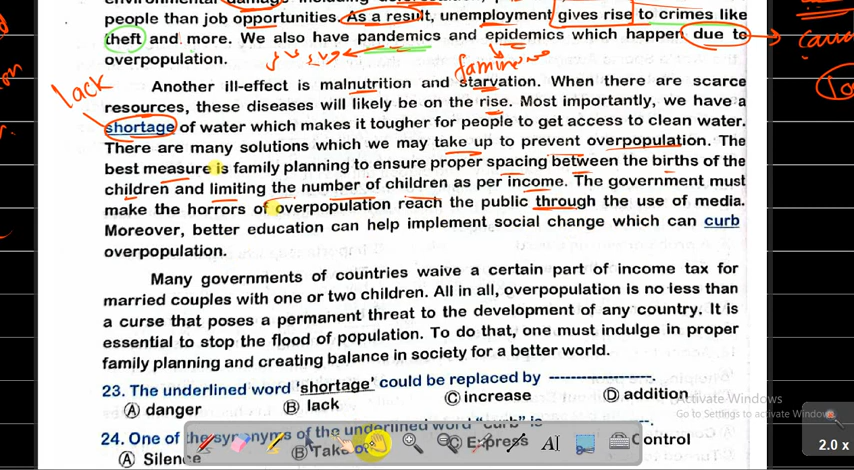 environmental damage including
people than job opportunities. As a result, unemployment gives rise to crimes like
theft and more. We also have pandemics and epidemics which happen due to
overpopulation.
famine
lack
Another ill-effect is malnutrition and starvation. When there are scarce
resources, these diseases will likely be on the rise. Most importantly, we have a
shortage of water which makes it tougher for people to get access to clean water.
There are many solutions which we may take up to prevent overpopulation. The
best measure is family planning to ensure proper spacing between the births of the
children and limiting the number of children as per income. The government must
make the horrors of overpopulation reach the public through the use of media.
Moreover, better education can help implement social change which can curb
overpopulation.
Many governments of countries waive a certain part of income tax for
married couples with one or two children. All in all, overpopulation is no less than
a curse that poses a permanent threat to the development of any country. It is
essential to stop the flood of population. To do that, one must indulge in proper
family planning and creating balance in society for a better world.
23. The underlined word 'shortage' could be replaced by
A danger B lack C increase D addition
Activate Windows
Go to Settings to activate Windows.
24. One of the synonyms of the underlined word "curb" is
A Silence B Take C Express Control
2.0 x